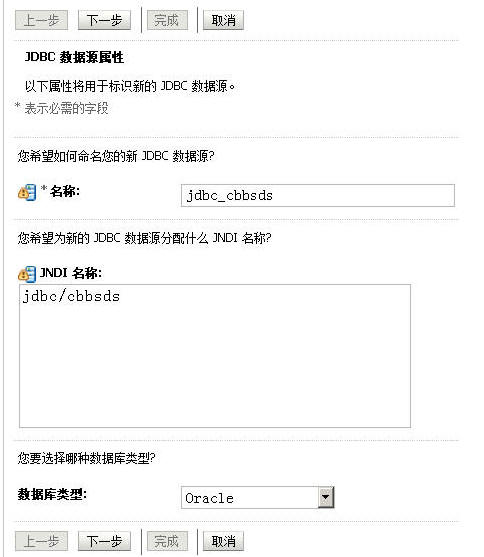 上一步 下一步 完成 取消
JDBC 数据源属性
以下属性将用于标识新的 JDBC 数据源。
* 表示必需的字段
您希望如何命名您的新 JDBC 数据源?
* 名称: jdbc_cbbsds
您希望为新的 JDBC 数据源分配什么 JNDI 名称?
JNDI 名称:
jdbc/cbbsds
您要选择哪种数据库类型?
数据库类型: Oracle
上一步 下一步 完成 取消